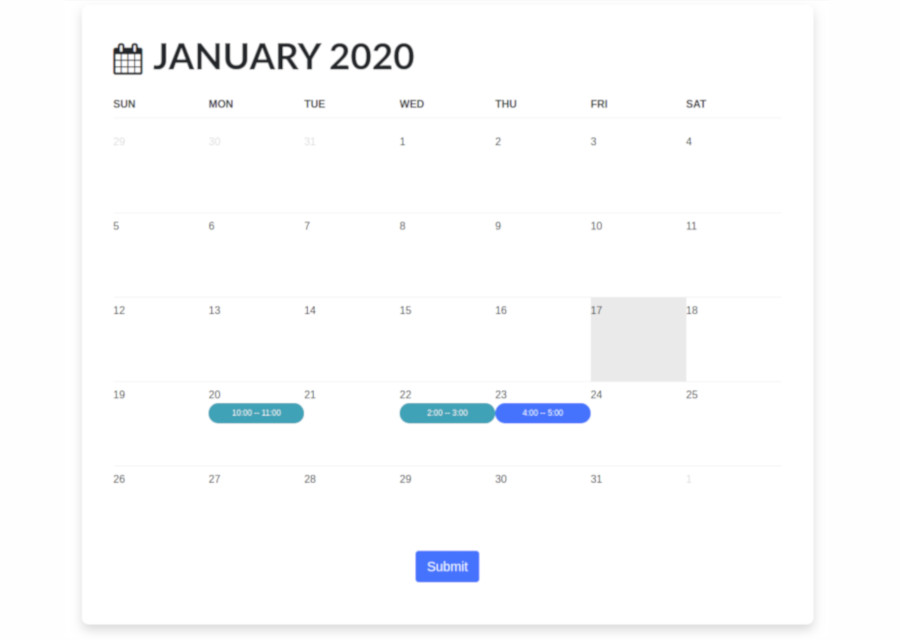 JANUARY 2020
SUN MON TUE WED THU FRI SAT
29 30 31 1 2 3 4
5 6 7 8 9 10 11
12 13 14 15 16 17 18
19 20 21 22 23 24 25
10:00 – 11:00 2:00 – 3:00 4:00 – 5:00
26 27 28 29 30 31 1
Submit